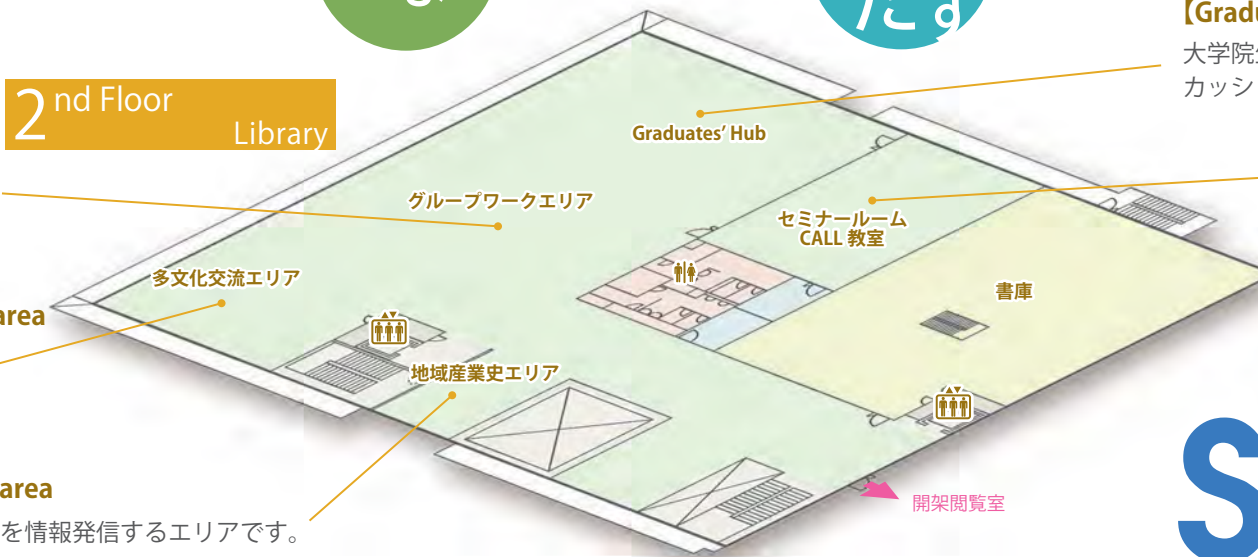 だす
【Gradu
大学院
カッシ
2nd Floor
Library
Graduates' Hub
グループワークエリア
セミナールーム
CALL 教室
多文化交流エリア
書庫
area
地域産業史エリア
area
を情報発信するエリアです。
開架閲覧室
S